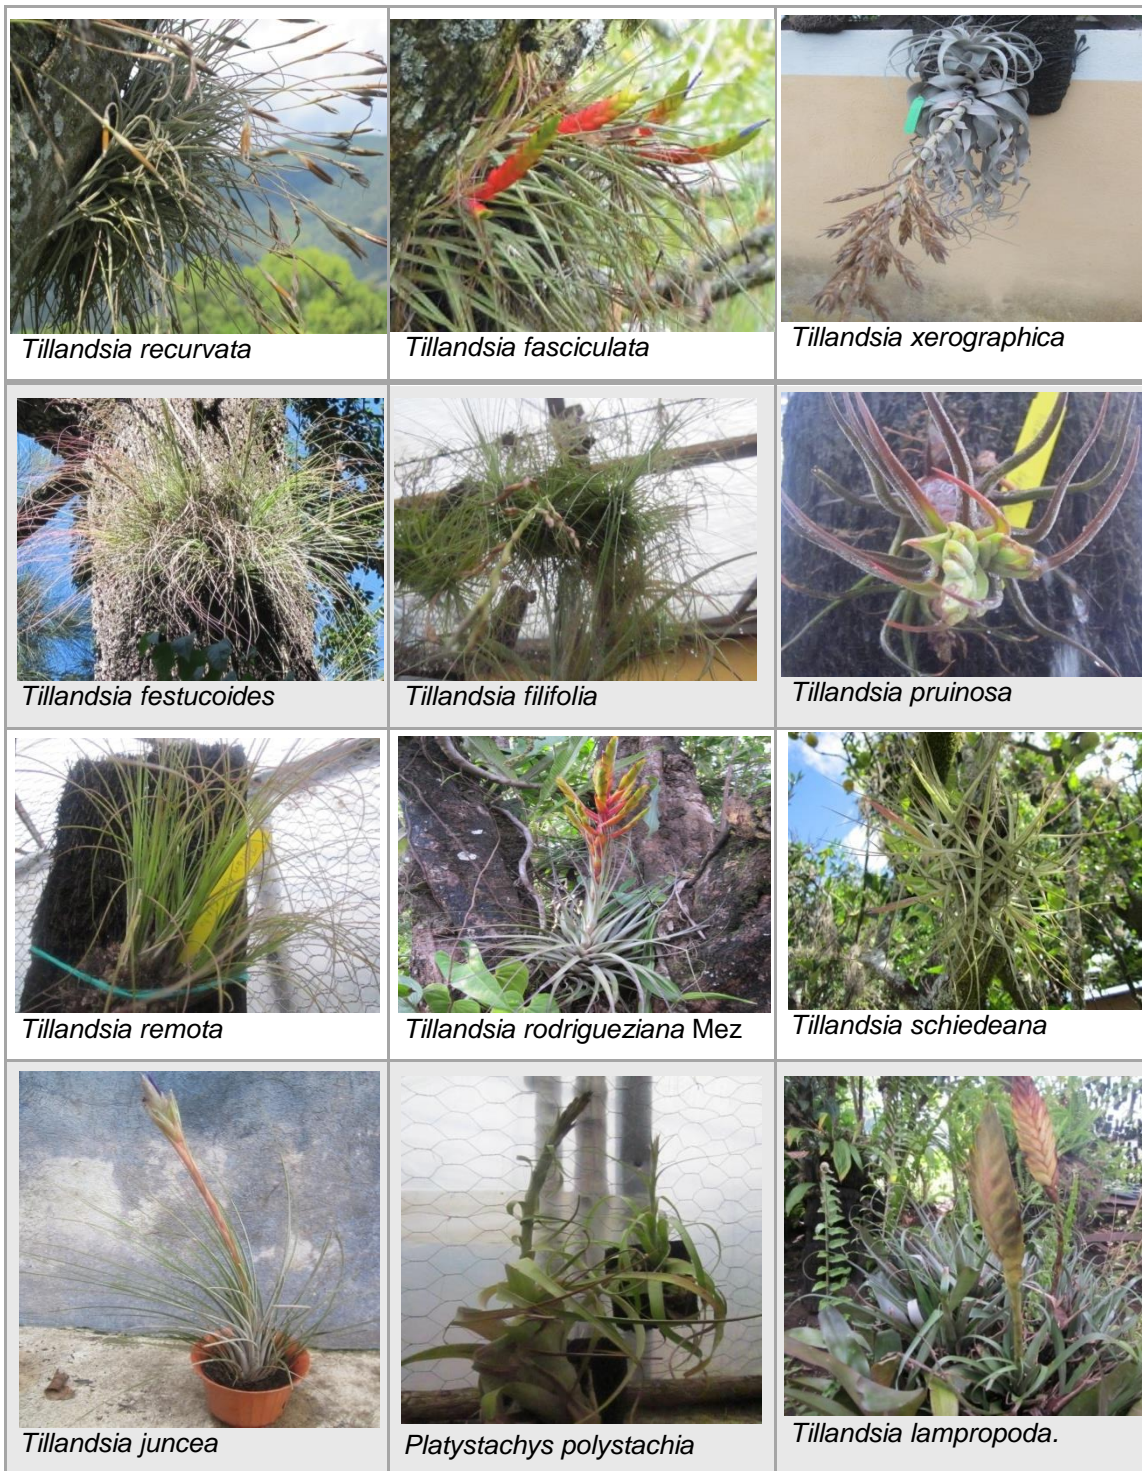 Tillandsia recurvata
Tillandsia fasciculata
Tillandsia xerographica
Tillandsia festucoides
Tillandsia filifolia
Tillandsia pruinosa
Tillandsia remota
Tillandsia rodrigueziana Mez
Tillandsia schiedeana
Tillandsia juncea
Platystachys polystachia
Tillandsia lampropoda.